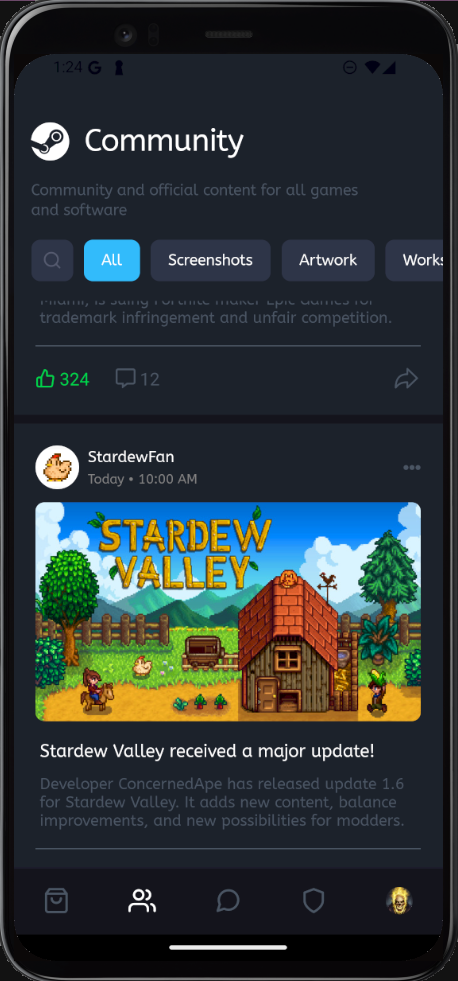 1:24 G
Community
Community and official content for all games
and software
All
Screenshots
Artwork
Works
Miami, is suing Fortnite maker Epic Games for
trademark infringement and unfair competition.
324
12
StardewFan
Today • 10:00 AM
STARDEW
VALLEY
Stardew Valley received a major update!
Developer ConcernedApe has released update 1.6
for Stardew Valley. It adds new content, balance
improvements, and new possibilities for modders.